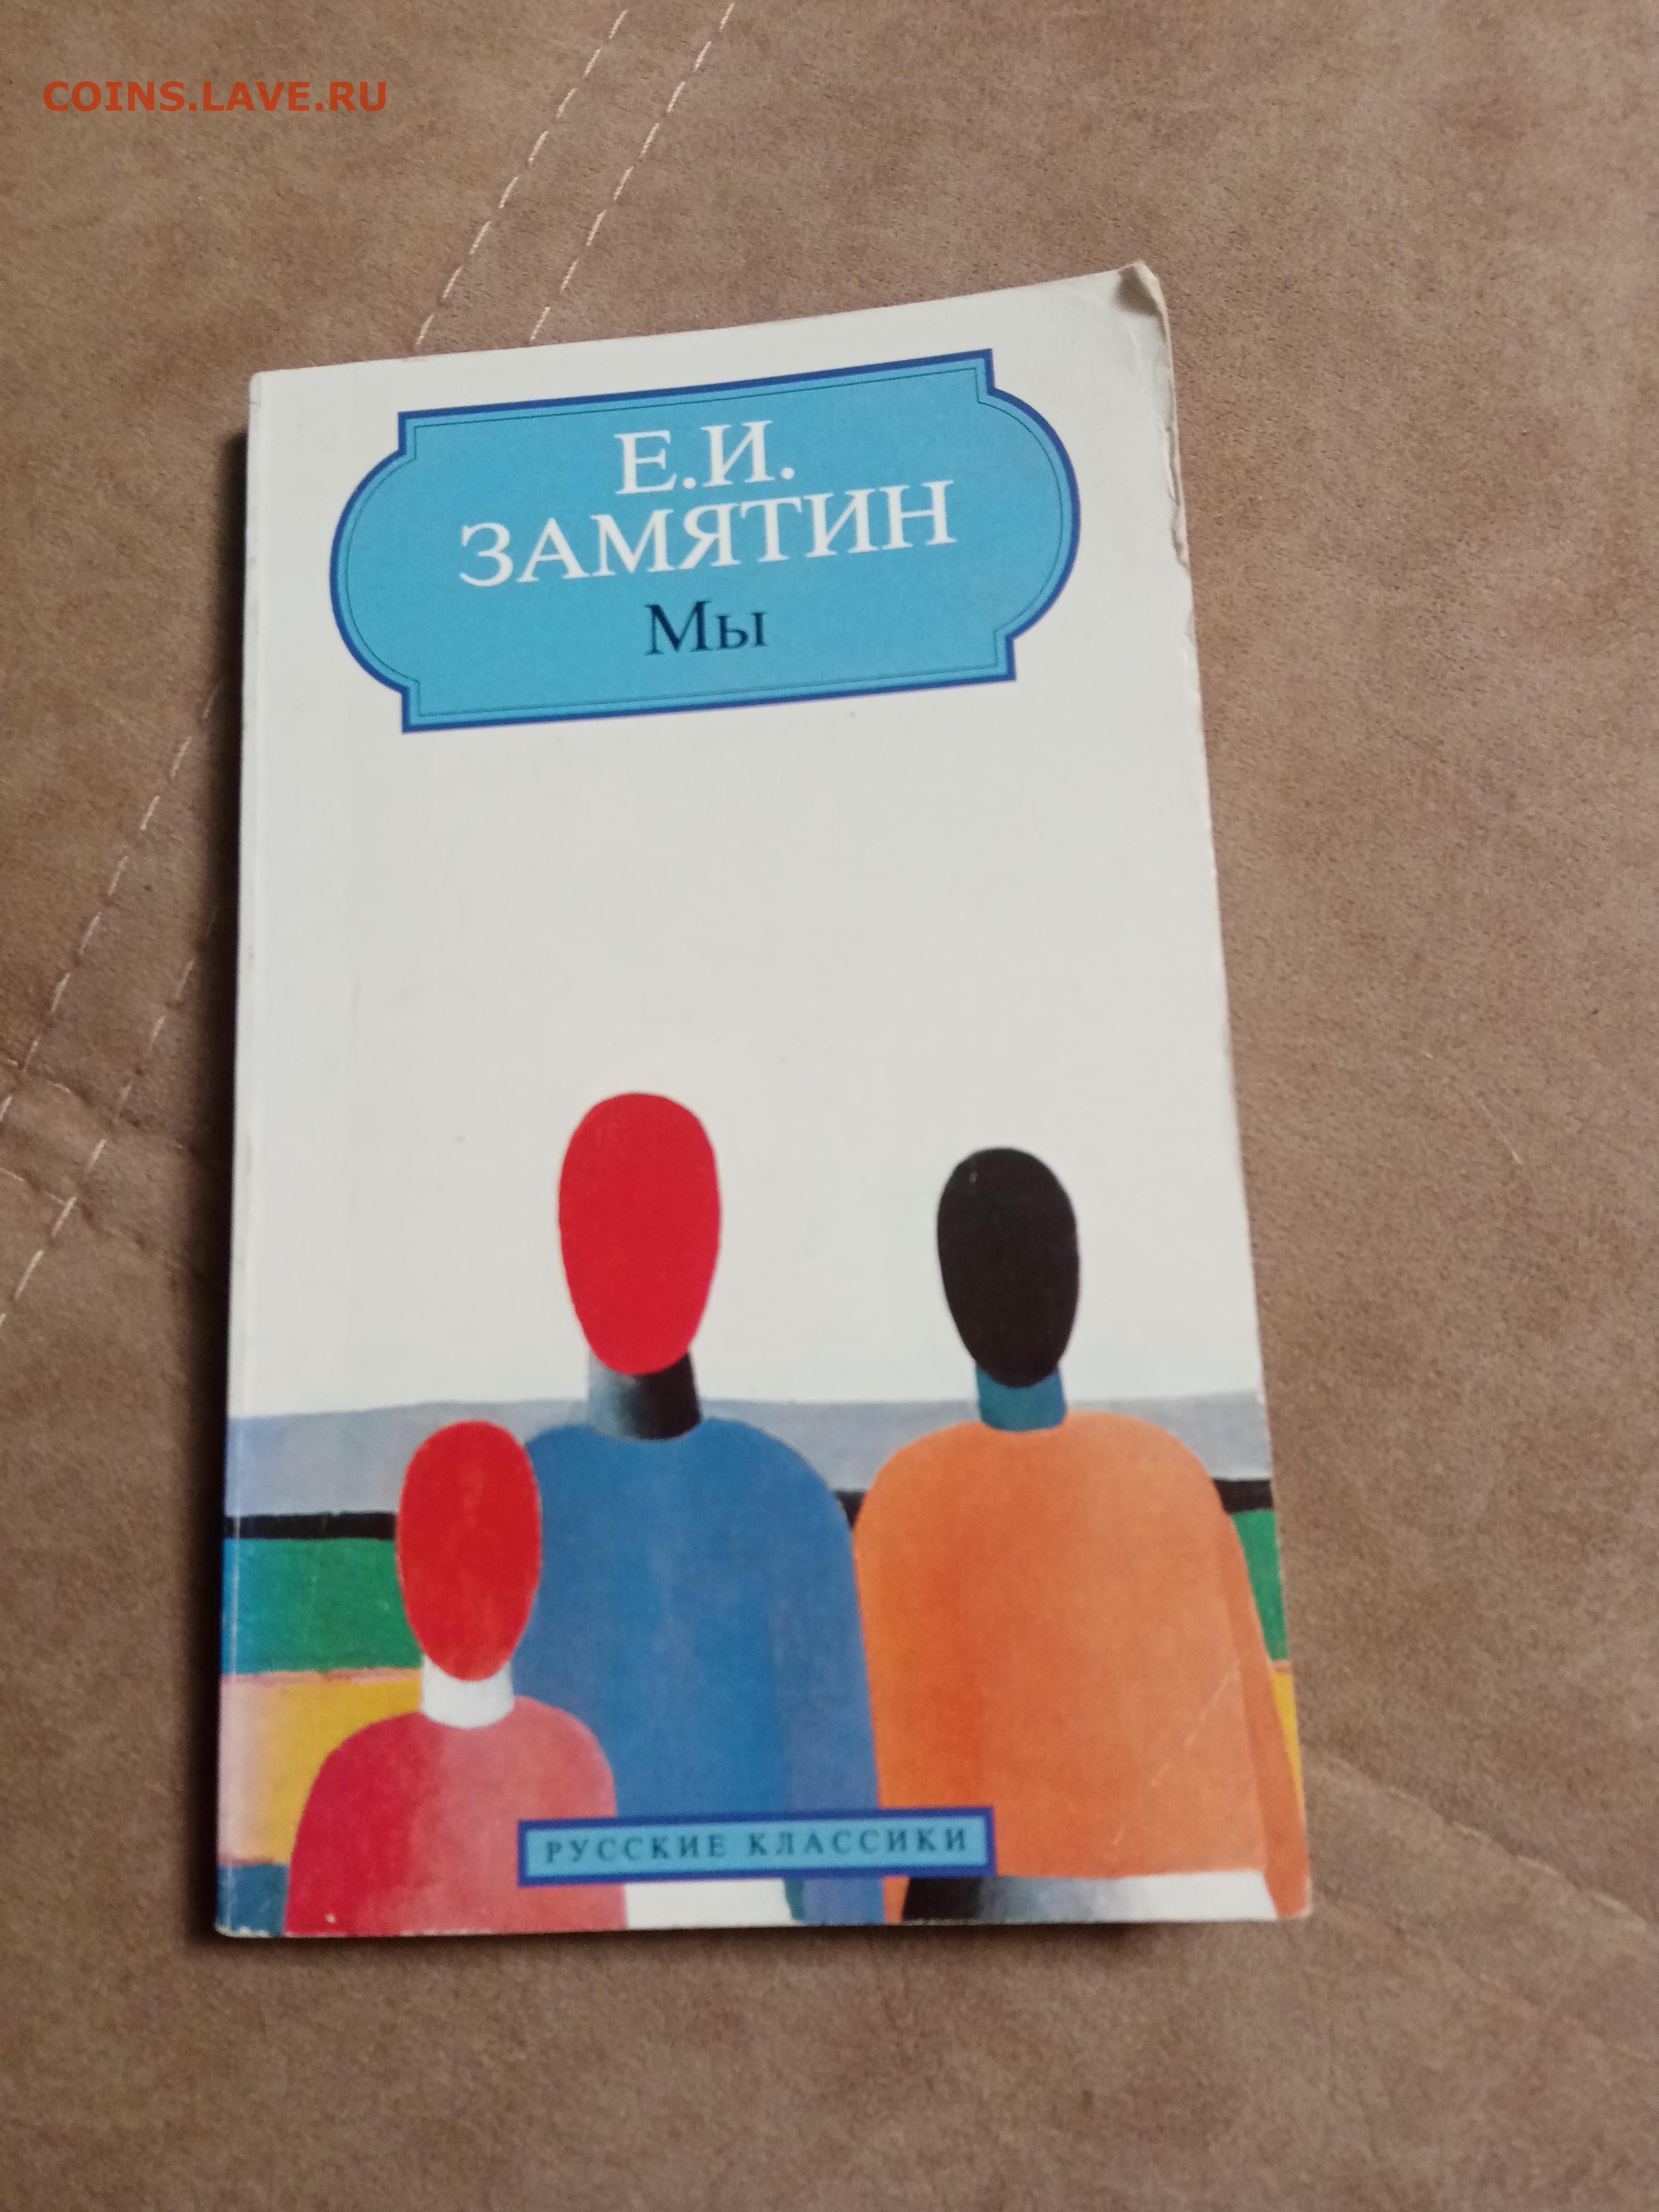 COINS.LAVE.RU
Е.И.
ЗАМЯТИН
Мы
РУССКИЕ КЛАССИКИ